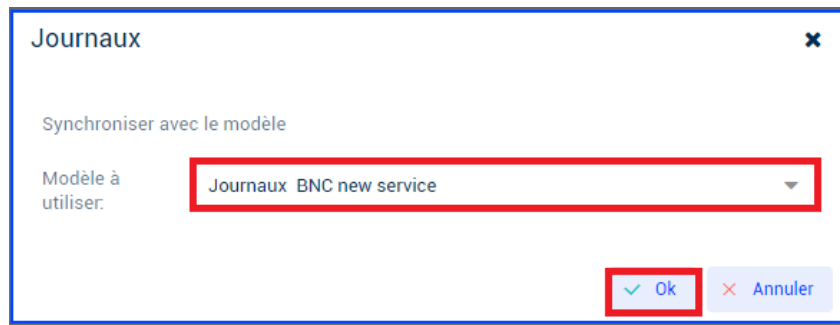 Journaux
Synchroniser avec le modèle
Modèle à
utiliser:
Journaux BNC new service
Ok
Annuler